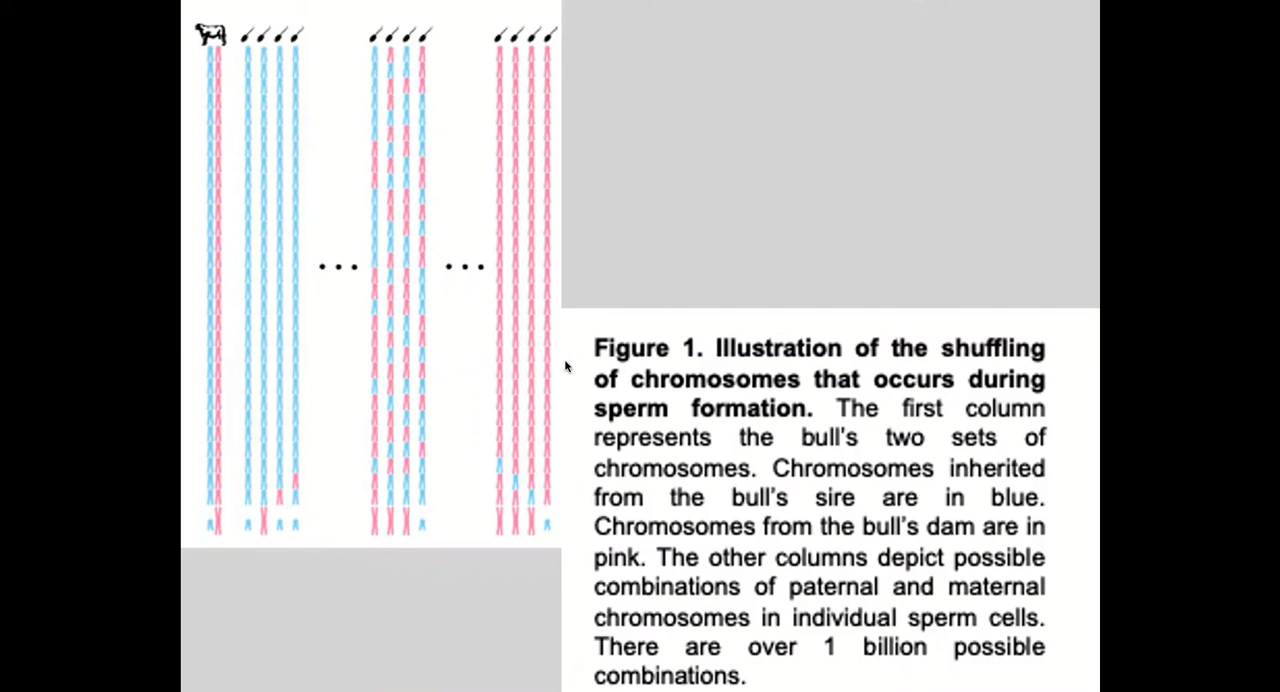 Figure 1. Illustration of the shuffling
of chromosomes that occurs during
sperm formation. The first column
represents the bull's two sets of
chromosomes. Chromosomes inherited
from the bull's sire are in blue.
Chromosomes from the bull's dam are in
pink. The other columns depict possible
combinations of paternal and maternal
chromosomes in individual sperm cells.
There are over 1 billion possible
combinations.